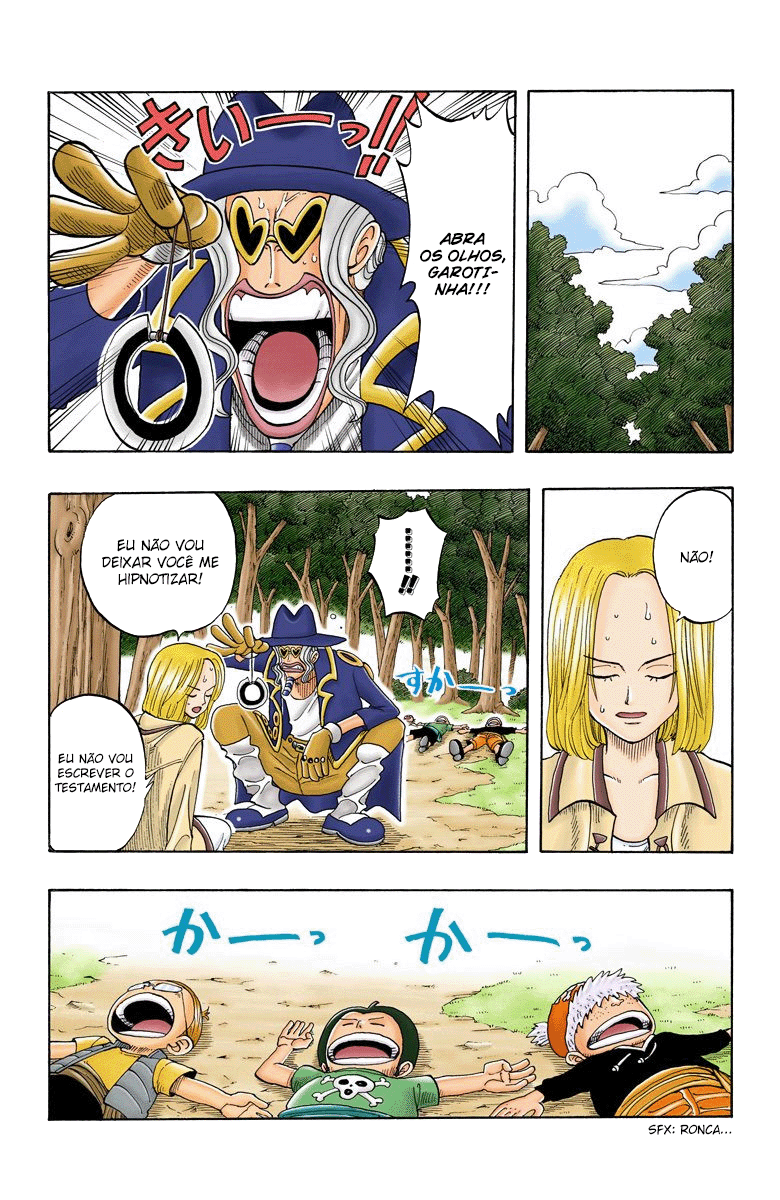 きいーっ!!
ABRA
OS OLHOS,
GAROTI-
NHA!!!
NÃO!
......!!
EU NÃO VOU
DEIXAR VOCÊ ME
HIPNOTIZAR!
すかーっ
EU NÃO VOU
ESCREVER O
TESTAMENTO!
かーっ
かーっ
SFX: RONCA...